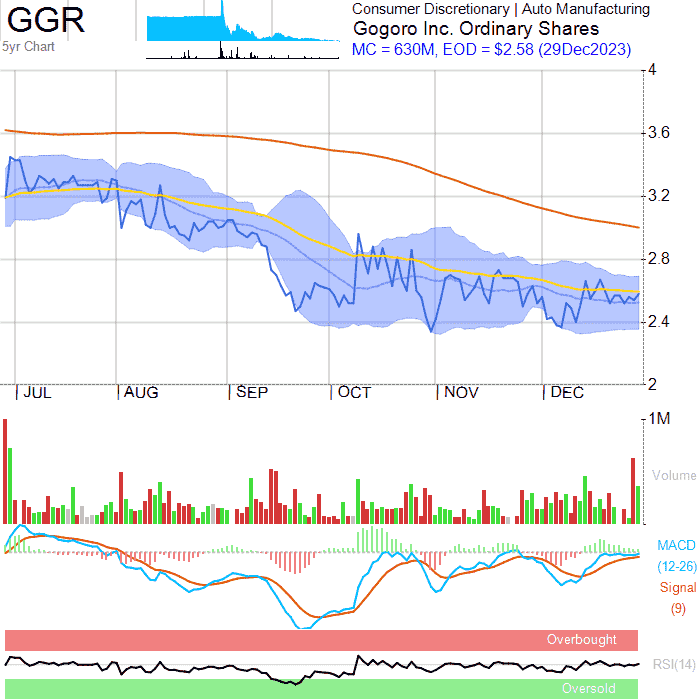 GGR
5yr Chart
Consumer Discretionary | Auto Manufacturing
Gogoro Inc. Ordinary Shares
MC = 630M, EOD = $2.58 (29Dec2023)
4
3.6
3.2
2.8
2.4
2
JUL AUG SEP OCT NOV DEC
1M
Volume
MACD
(12-26)
Signal
(9)
Overbought
RSI(14)
Oversold